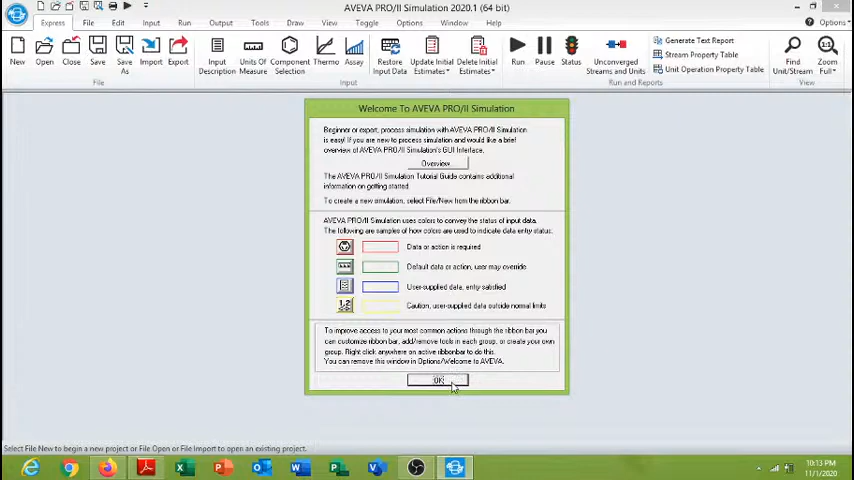 AVEVA PRO/II Simulation 2020.1 (64 bit)
Express File Edit Input Run Output Tools Draw View Toggle Options Window Help
Options
New Open Close Save Save As Import Export
File
Input Description Units Of Measure Component Selection Thermo Assay
Restore Input Data Update Initial Estimates Delete Initial Estimates
Input
Run Pause Status Unconverged Streams and Units
Generate Text Report
Stream Property Table
Unit Operation Property Table
Run and Reports
Find Unit/Stream Zoom Full
View
Welcome To AVEVA PRO/II Simulation
Beginner or expert, process simulation with AVEVA PRO/II Simulation
is easy! If you are new to process simulation and would like a brief
overview of AVEVA PRO/II Simulation's GUI Interface.
Overview...
The AVEVA PRO/II Simulation Tutorial Guide contains additional
information on getting started.
To create a new simulation, select File/New from the ribbon bar.
AVEVA PRO/II Simulation uses colors to convey the status of input data.
The following are samples of how colors are used to indicate data entry status:
Data or action is required
Default data or action, user may override
User-supplied data, entry satisfied
1.2 Caution, user-supplied data outside normal limits
To improve access to your most common actions through the ribbon bar you
can customize ribbon bar, add/remove tools in each group, or create your own
group. Right click anywhere on active ribbonbar to do this.
You can remove this window in Options/Welcome to AVEVA.
OK
Select File New to begin a new project or File Open or File Import to open an existing project.
10:13 PM
11/1/2020